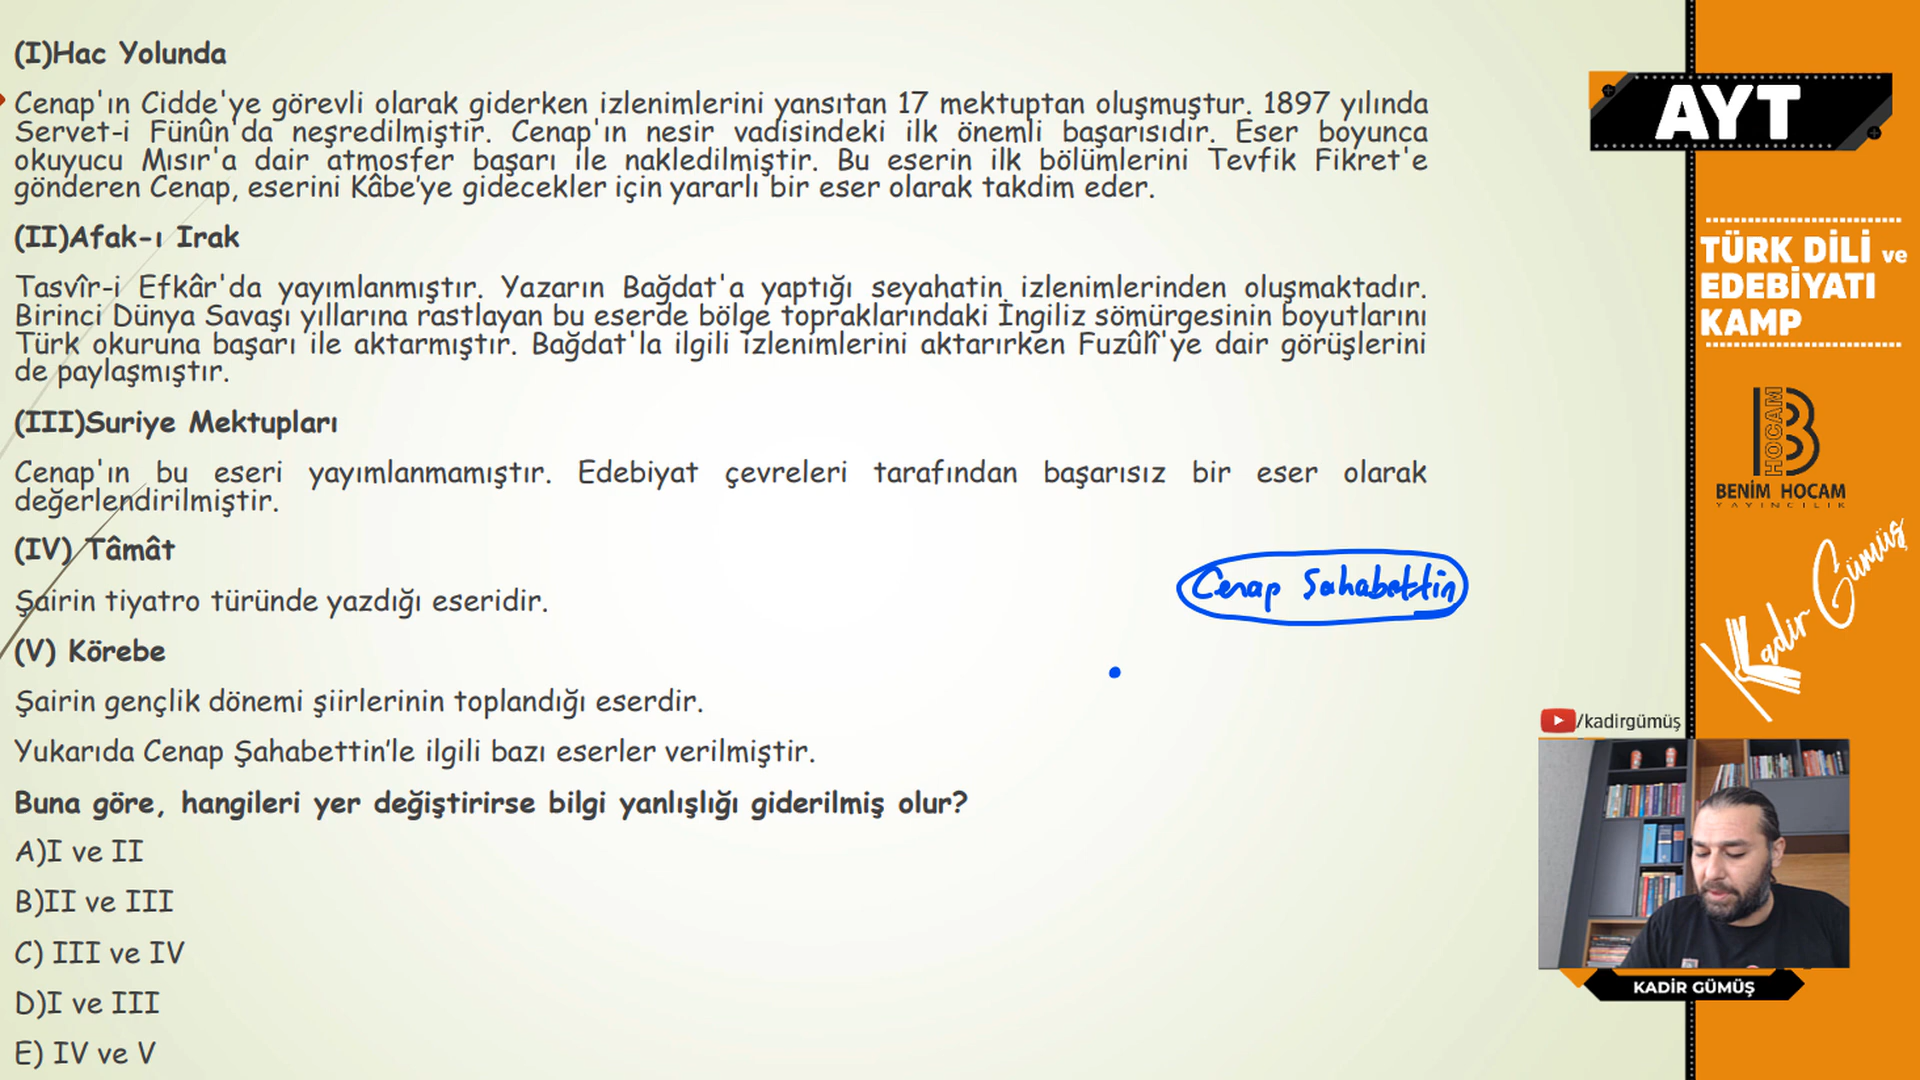 (I)Hac Yolunda
Cenap'ın Cidde'ye görevli olarak giderken izlenimlerini yansıtan 17 mektuptan oluşmuştur. 1897 yılında
Servet-i Fünûn'da neşredilmiştir. Cenap'ın nesir vadisindeki ilk önemli başarısıdır. Eser boyunca
okuyucu Mısır'a dair atmosfer başarı ile nakledilmiştir. Bu eserin ilk bölümlerini Tevfik Fikret'e
gönderen Cenap, eserini Kâbe'ye gidecekler için yararlı bir eser olarak takdim eder.
(II)Afak-ı Irak
Tasvîr-i Efkâr'da yayımlanmıştır. Yazarın Bağdat'a yaptığı seyahatin izlenimlerinden oluşmaktadır.
Birinci Dünya Savaşı yıllarına rastlayan bu eserde bölge topraklarındaki İngiliz sömürgesinin boyutlarını
Türk okuruna başarı ile aktarmıştır. Bağdat'la ilgili izlenimlerini aktarırken Fuzûlî'ye dair görüşlerini
de paylaşmıştır.
(III)Suriye Mektupları
Cenap'ın bu eseri yayımlanmamıştır. Edebiyat çevreleri tarafından başarısız bir eser olarak
değerlendirilmiştir.
(IV) Tâmât
Şairin tiyatro türünde yazdığı eseridir.
Cenap Sahabettin
(V) Körebe
Şairin gençlik dönemi şiirlerinin toplandığı eserdir.
Yukarıda Cenap Şahabettin'le ilgili bazı eserler verilmiştir.
Buna göre, hangileri yer değiştirirse bilgi yanlışlığı giderilmiş olur?
A)I ve II
B)II ve III
C) III ve IV
D)I ve III
E) IV ve V
AYT
TÜRK DİLİ ve
EDEBİYATI
KAMP
B
HOCAM
BENİM HOCAM
YAYINCILIK
Kadir Gümüş
/kadirgümüş
KADİR GÜMÜŞ